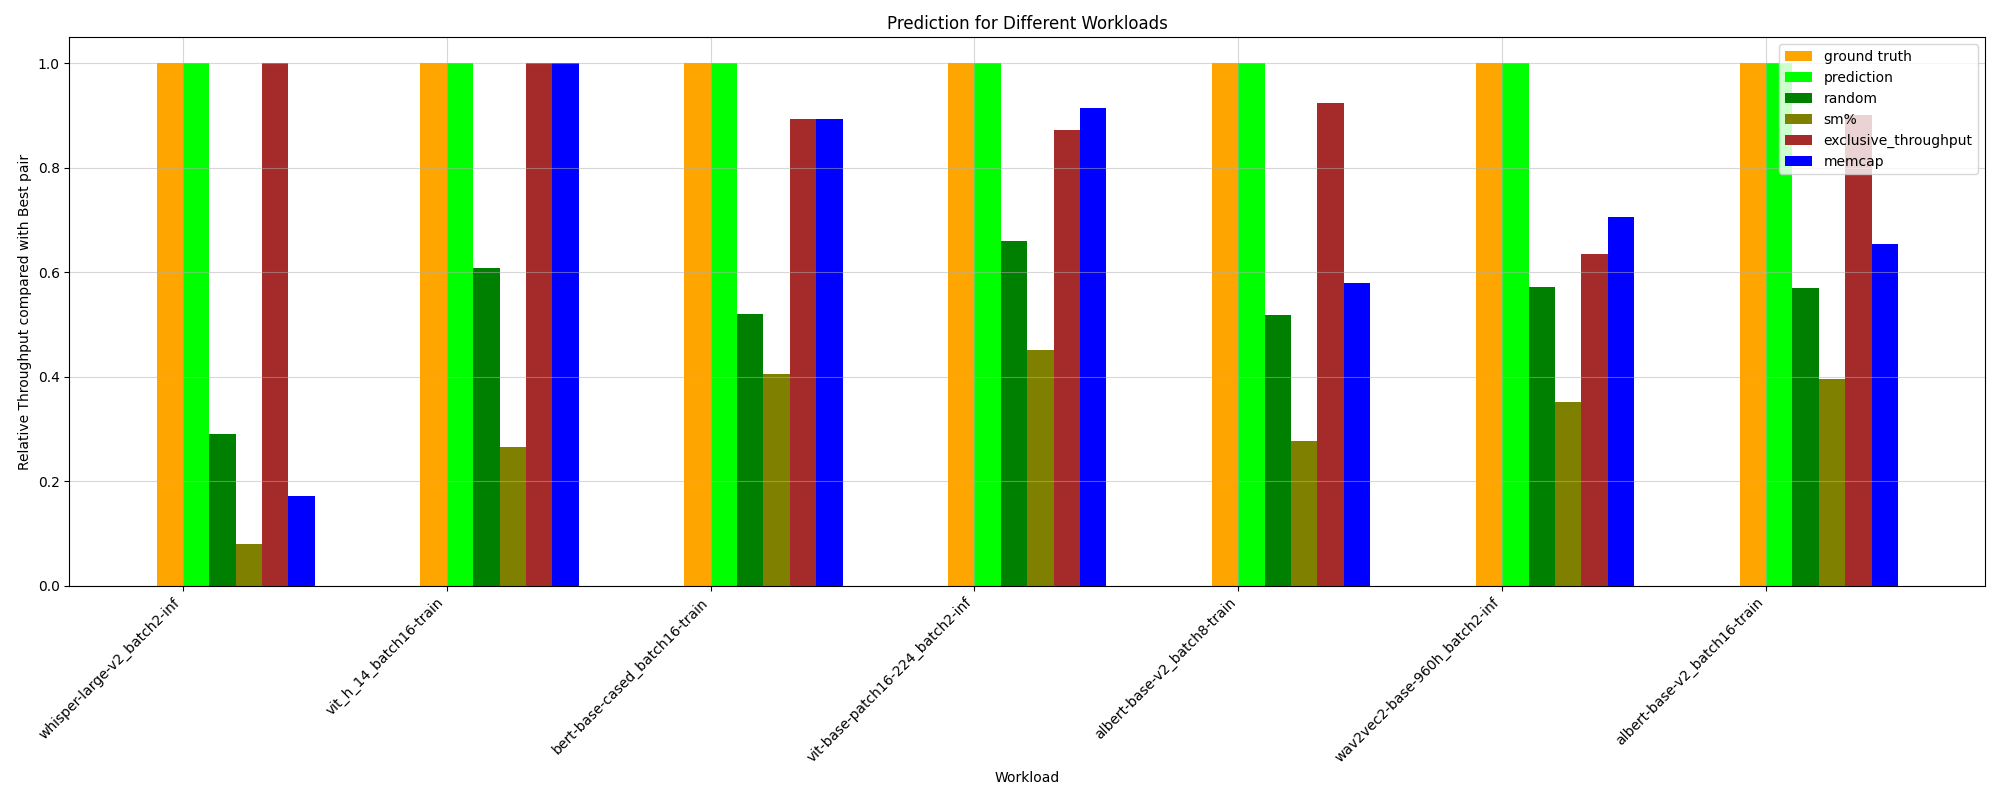 Prediction for Different Workloads
Relative Throughput compared with Best pair
1.0
0.8
0.6
0.4
0.2
0.0
ground truth
prediction
random
sm%
exclusive_throughput
memcap
whisper-large-v2_batch2-inf
vit_h_14_batch16-train
bert-base-cased_batch16-train
vit-base-patch16-224_batch2-inf
albert-base-v2_batch8-train
wav2vec2-base-960h_batch2-inf
albert-base-v2_batch16-train
Workload